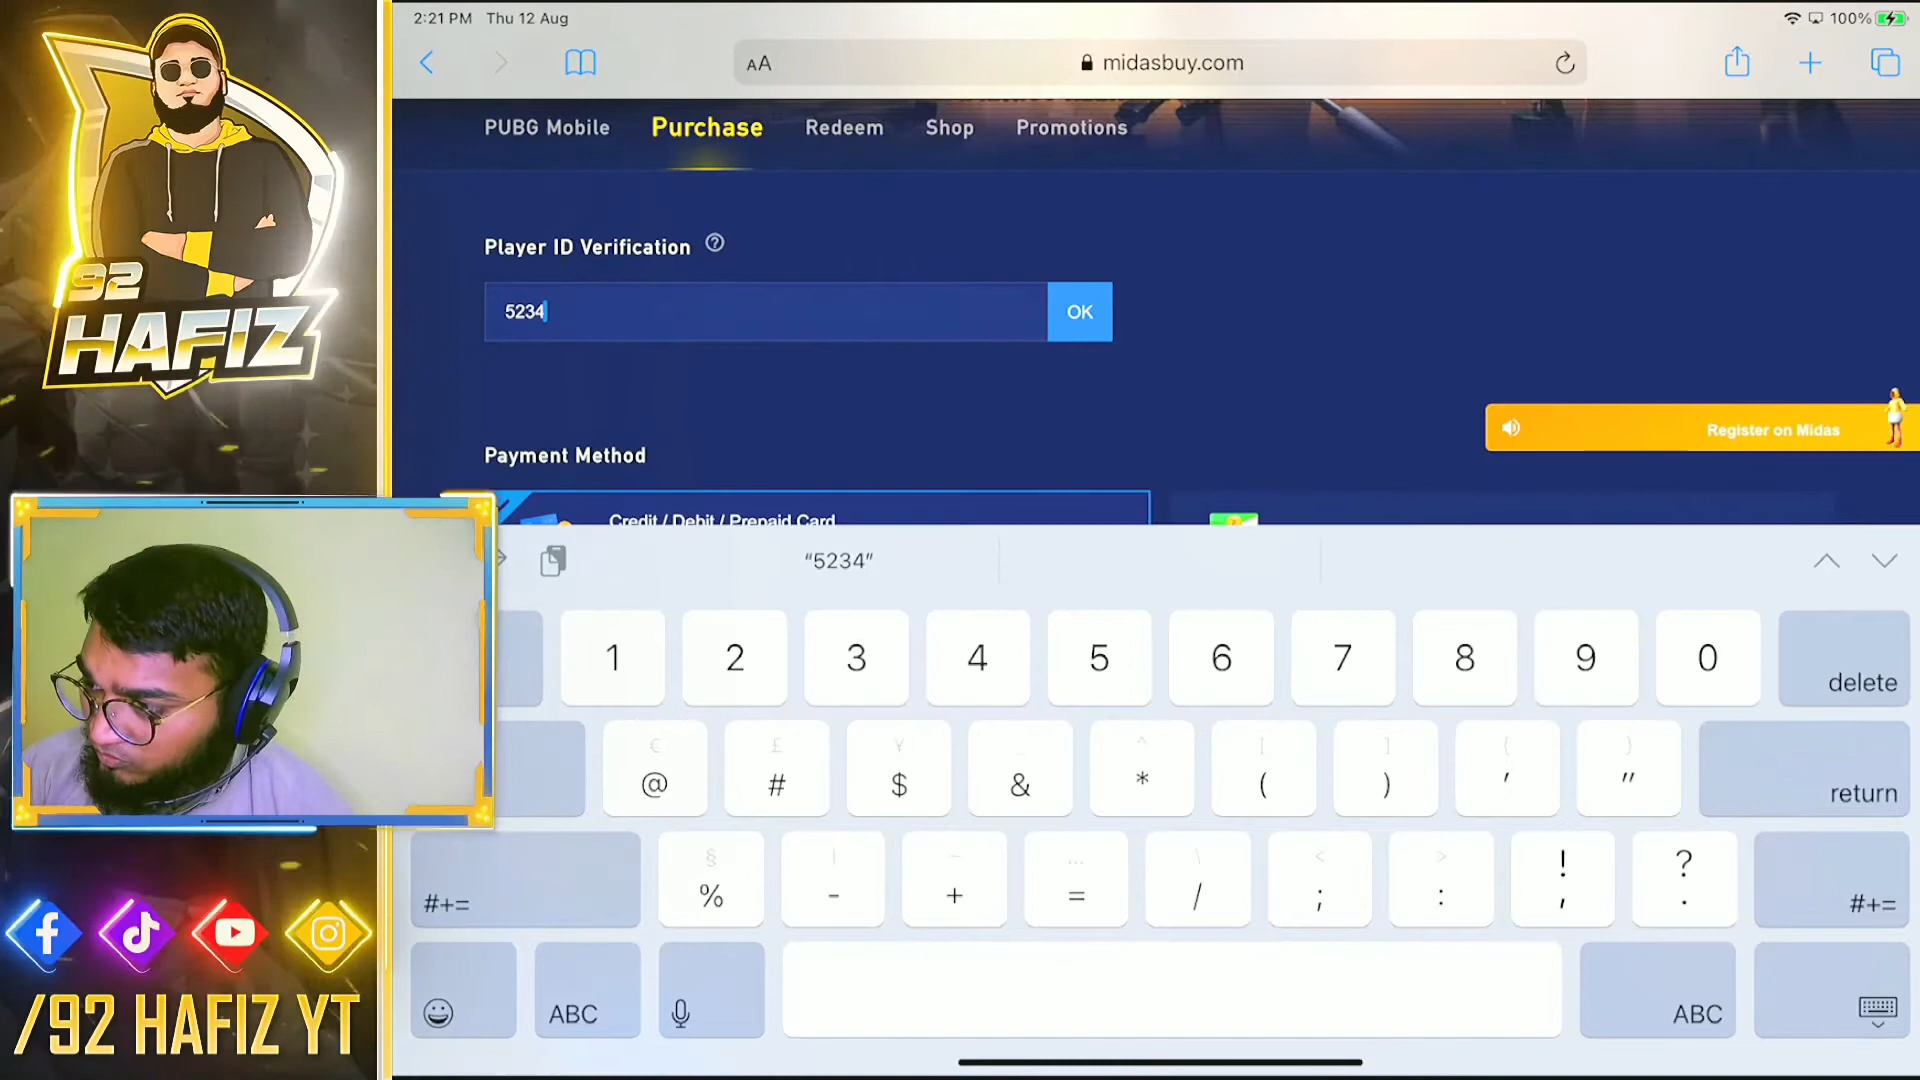 2:21 PM Thu 12 Aug
100%
AA
midasbuy.com
PUBG Mobile Purchase Redeem Shop Promotions
Player ID Verification ?
5234 OK
Register on Midas
Payment Method
Credit / Debit / Prepaid Card
“5234”
1 2 3 4 5 6 7 8 9 0 delete
€ £ ¥ _ ^ [ ] { }
@ # $ & * ( ) ' " return
§ | ~ … \ < > ! ?
#+= % - + = / ; : , . #+=
ABC ABC
92
HAFIZ
/92 HAFIZ YT